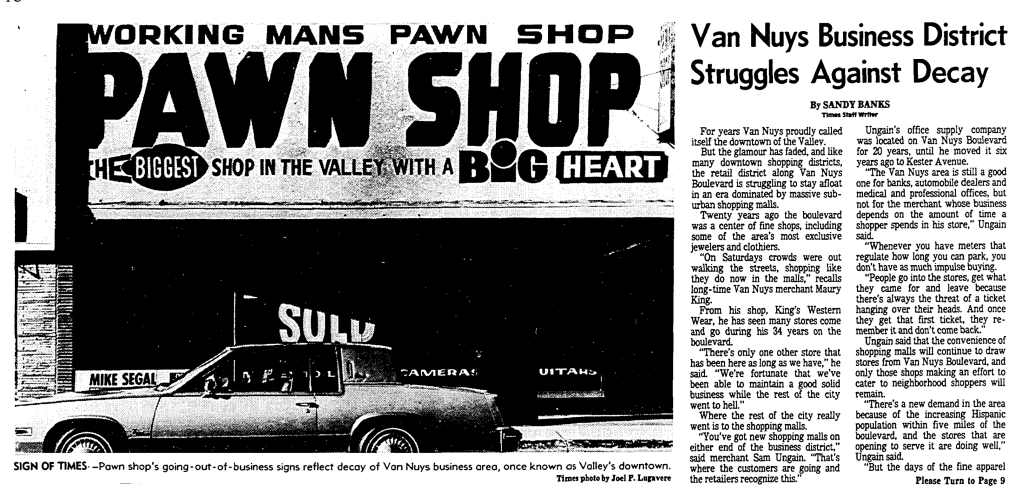 WORKING MANS PAWN SHOP
PAWN SHOP
THE BIGGEST SHOP IN THE VALLEY WITH A BIG HEART
SOLD
MIKE SEGAL
CAMERAS
GUITARS
SIGN OF TIMES—Pawn shop's going-out-of-business signs reflect decay of Van Nuys business area, once known as Valley's downtown.
Times photo by Joel P. Lugavere
Van Nuys Business District
Struggles Against Decay
By SANDY BANKS
Times Staff Writer
For years Van Nuys proudly called
itself the downtown of the Valley.
But the glamour has faded, and like
many downtown shopping districts,
the retail district along Van Nuys
Boulevard is struggling to stay afloat
in an era dominated by massive sub-
urban shopping malls.
Twenty years ago the boulevard
was a center of fine shops, including
some of the area's most exclusive
jewelers and clothiers.
"On Saturdays crowds were out
walking the streets, shopping like
they do now in the malls," recalls
long-time Van Nuys merchant Maury
King.
From his shop, King's Western
Wear, he has seen many stores come
and go during his 34 years on the
boulevard.
"There's only one other store that
has been here as long as we have," he
said. "We're fortunate that we've
been able to maintain a good solid
business while the rest of the city
went to hell."
Where the rest of the city really
went is to the shopping malls.
"You've got new shopping malls on
either end of the business district,"
said merchant Sam Ungain. "That's
where the customers are going and
the retailers recognize this."
Ungain's office supply company
was located on Van Nuys Boulevard
for 20 years, until he moved it six
years ago to Kester Avenue.
"The Van Nuys area is still a good
one for banks, automobile dealers and
medical and professional offices, but
not for the merchant whose business
depends on the amount of time a
shopper spends in his store," Ungain
said.
"Whenever you have meters that
regulate how long you can park, you
don't have as much impulse buying.
"People go into the stores, get what
they came for and leave because
there's always the threat of a ticket
hanging over their heads. And once
they get that first ticket, they re-
member it and don't come back."
Ungain said that the convenience of
shopping malls will continue to draw
stores from Van Nuys Boulevard, and
only those shops making an effort to
cater to neighborhood shoppers will
remain.
"There's a new demand in the area
because of the increasing Hispanic
population within five miles of the
boulevard, and the stores that are
opening to serve it are doing well,"
Ungain said.
"But the days of the fine apparel
Please Turn to Page 9